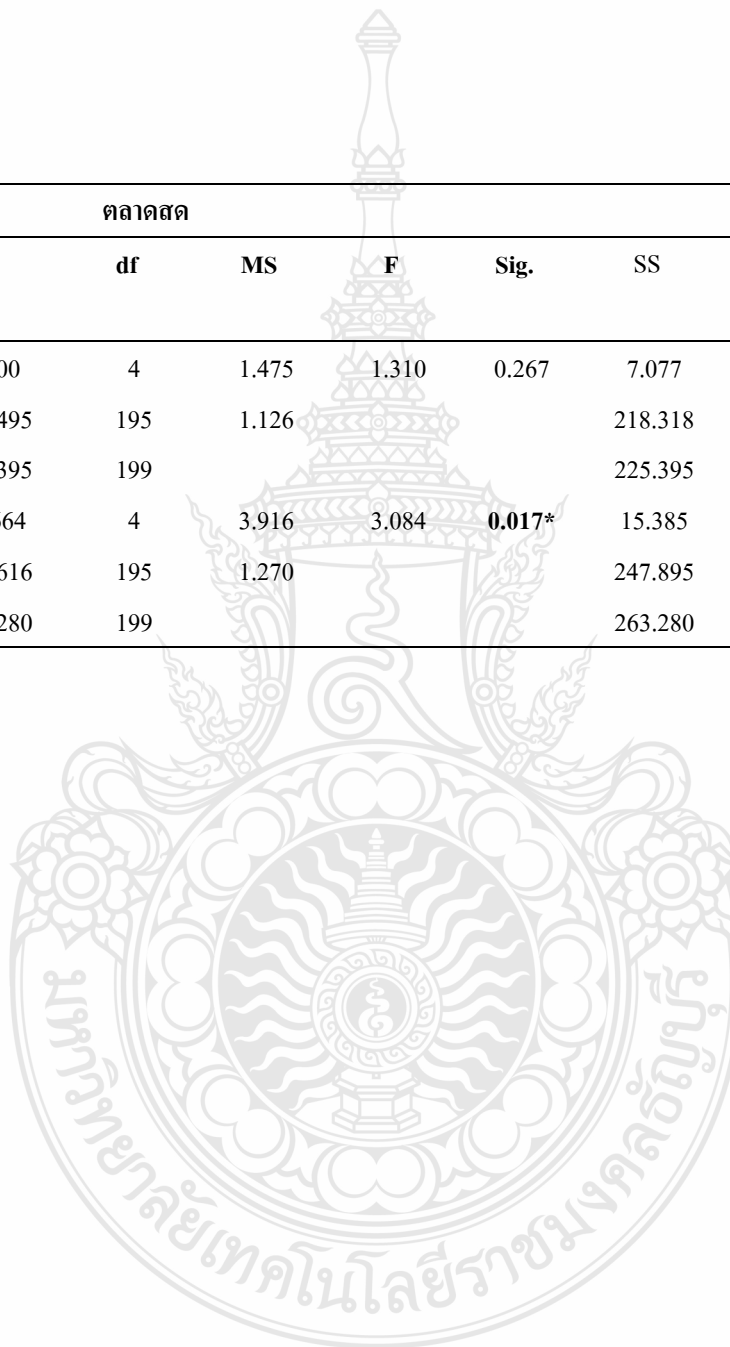 ตลาดสด
df MS F Sig. SS
00 4 1.475 1.310 0.267 7.077
495 195 1.126 218.318
395 199 225.395
64 4 3.916 3.084 0.017* 15.385
616 195 1.270 247.895
280 199 263.280
มหาวิทยาลัยเทคโนโลยีราชมงคลธัญบุรี